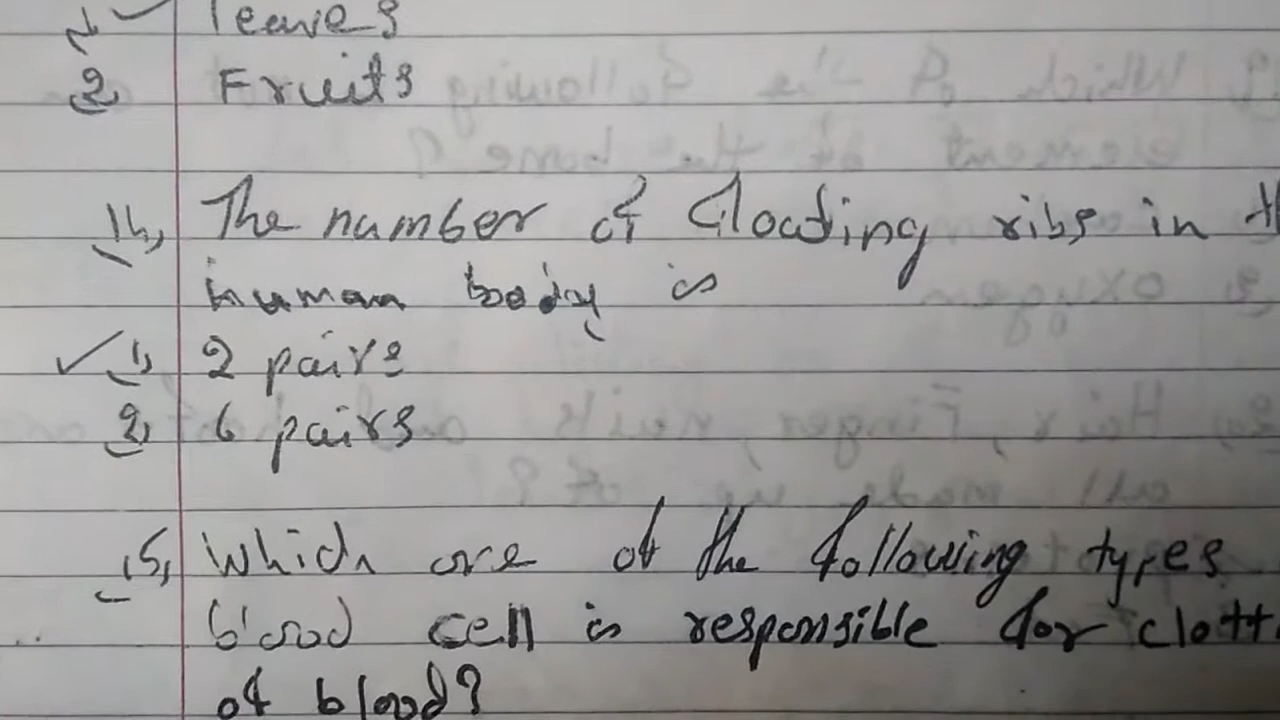 1, leaves
2, Fruits
14, The number of floating ribs in
human body is
1, 2 pairs
2, 6 pairs
15, Which one of the following types
blood cell is responsible for clott
of blood?